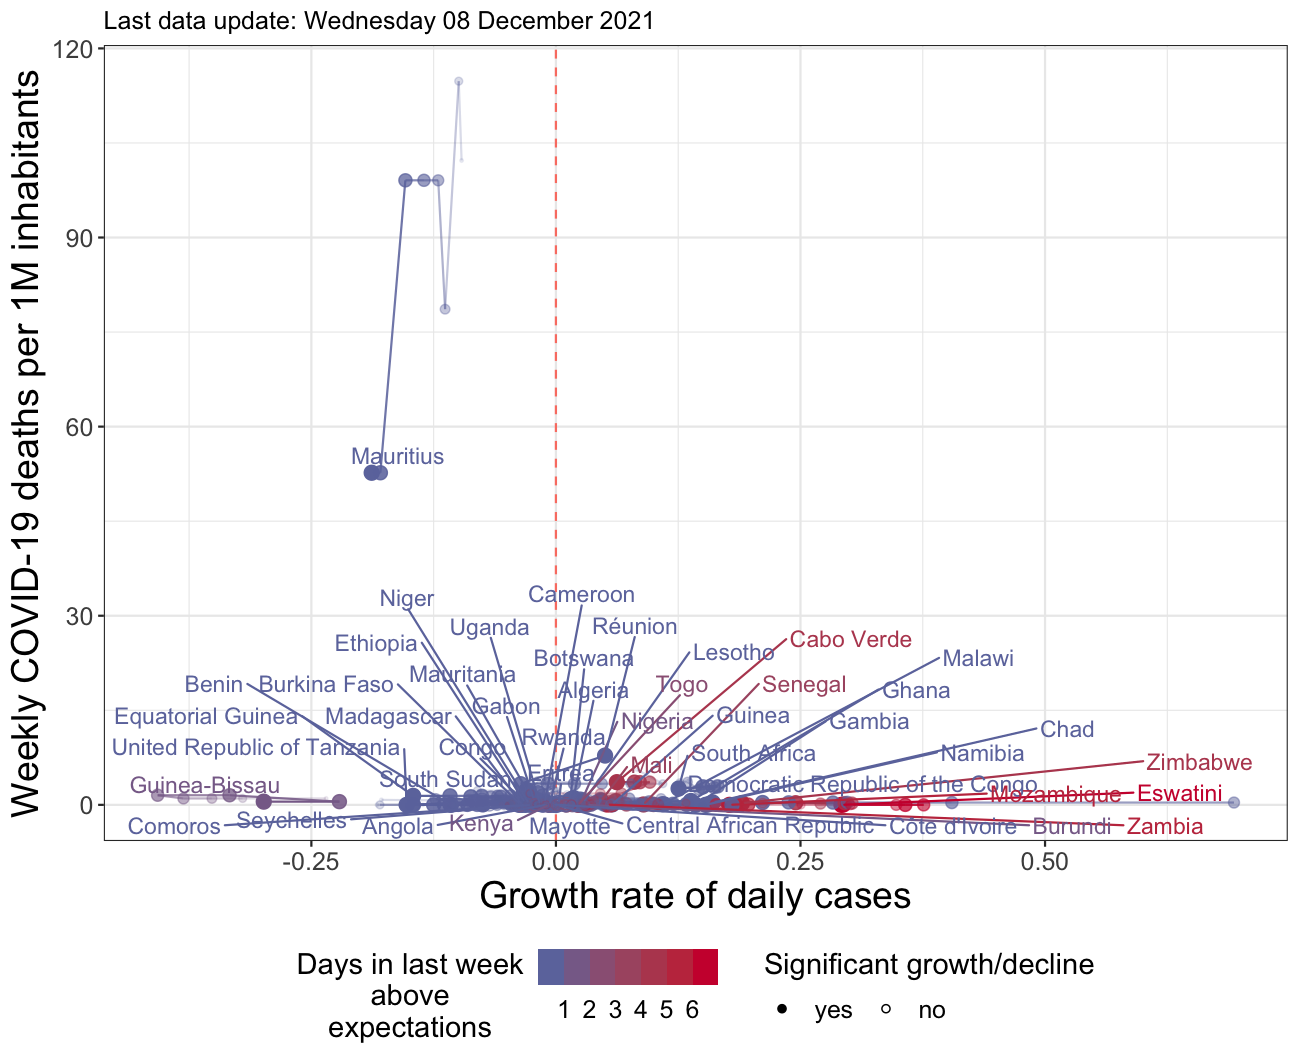 Last data update: Wednesday 08 December 2021
Weekly COVID-19 deaths per 1M inhabitants
120
90
60
30
0
Mauritius
Cameroon
Niger
Uganda
Réunion
Ethiopia
Cabo Verde
Botswana
Lesotho
Malawi
Mauritania
Benin
Burkina Faso
Algeria
Togo
Senegal
Ghana
Gabon
Equatorial Guinea
Madagascar
Nigeria
Guinea
Gambia
Chad
Rwanda
United Republic of Tanzania
Congo
South Africa
Namibia
Zimbabwe
Mali
Eritrea
South Sudan
Guinea-Bissau
Democratic Republic of the Congo
Mozambique
Eswatini
Comoros
Seychelles
Angola
Kenya
Mayotte
Central African Republic
Côte d'Ivoire
Burundi
Zambia
-0.25
0.00
0.25
0.50
Growth rate of daily cases
Days in last week
above
expectations
1 2 3 4 5 6
Significant growth/decline
yes
no